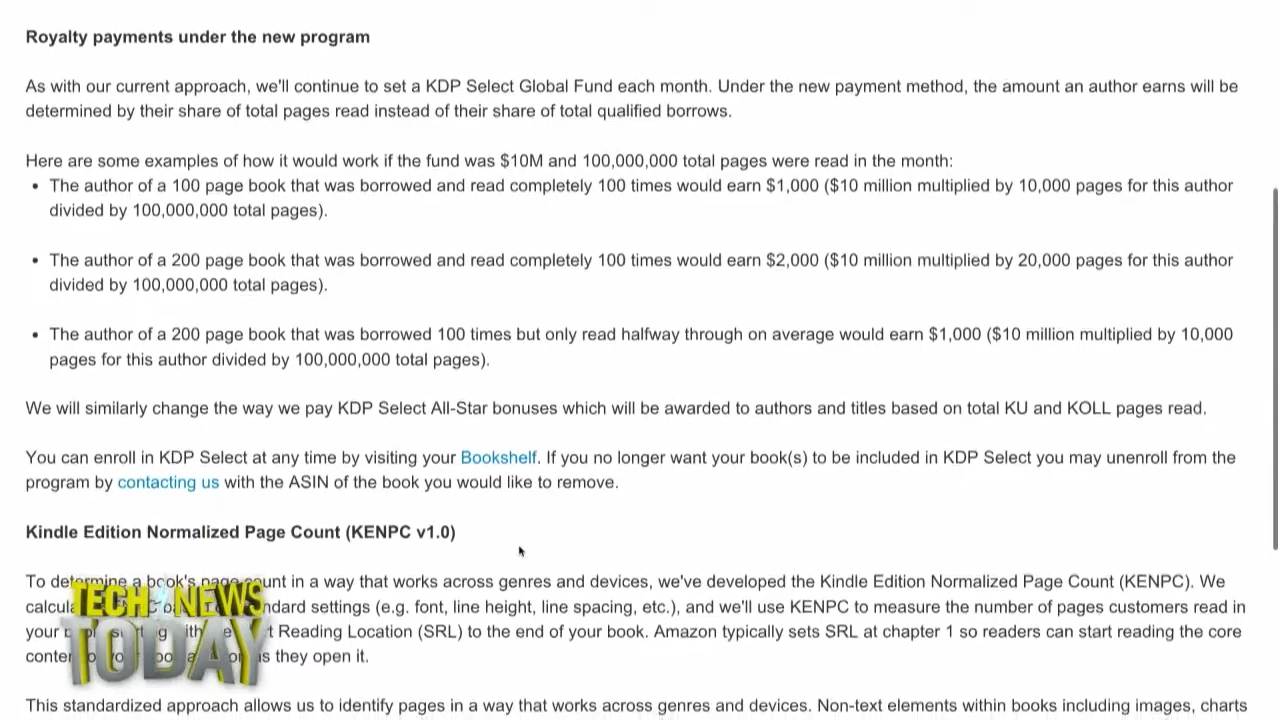 Royalty payments under the new program
As with our current approach, we'll continue to set a KDP Select Global Fund each month. Under the new payment method, the amount an author earns will be
determined by their share of total pages read instead of their share of total qualified borrows.
Here are some examples of how it would work if the fund was $10M and 100,000,000 total pages were read in the month:
• The author of a 100 page book that was borrowed and read completely 100 times would earn $1,000 ($10 million multiplied by 10,000 pages for this author
divided by 100,000,000 total pages).
• The author of a 200 page book that was borrowed and read completely 100 times would earn $2,000 ($10 million multiplied by 20,000 pages for this author
divided by 100,000,000 total pages).
• The author of a 200 page book that was borrowed 100 times but only read halfway through on average would earn $1,000 ($10 million multiplied by 10,000
pages for this author divided by 100,000,000 total pages).
We will similarly change the way we pay KDP Select All-Star bonuses which will be awarded to authors and titles based on total KU and KOLL pages read.
You can enroll in KDP Select at any time by visiting your Bookshelf. If you no longer want your book(s) to be included in KDP Select you may unenroll from the
program by contacting us with the ASIN of the book you would like to remove.
Kindle Edition Normalized Page Count (KENPC v1.0)
To determine a book's page count in a way that works across genres and devices, we've developed the Kindle Edition Normalized Page Count (KENPC). We
settings (e.g. font, line height, line spacing, etc.), and we'll use KENPC to measure the number of pages customers read in
your Reading Location (SRL) to the end of your book. Amazon typically sets SRL at chapter 1 so readers can start reading the core
they open it.
TECH NEWS
TODAY
This standardized approach allows us to identify pages in a way that works across genres and devices. Non-text elements within books including images, charts